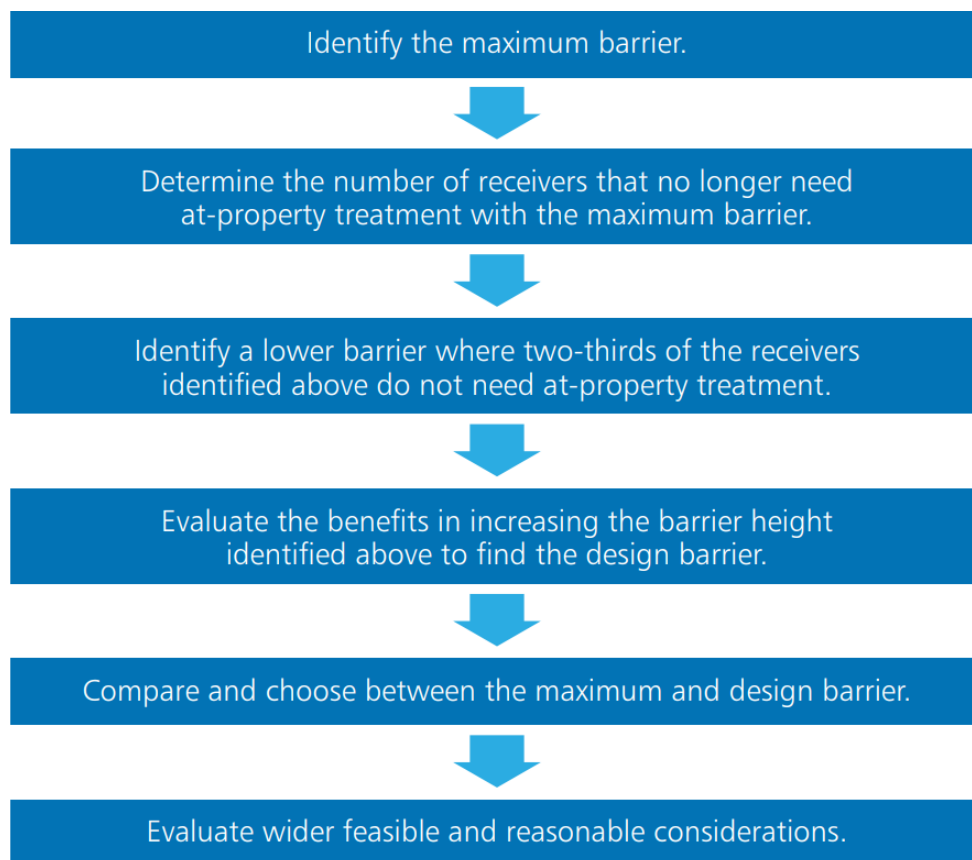 Identify the maximum barrier.
Determine the number of receivers that no longer need
at-property treatment with the maximum barrier.
Identify a lower barrier where two-thirds of the receivers
identified above do not need at-property treatment.
Evaluate the benefits in increasing the barrier height
identified above to find the design barrier.
Compare and choose between the maximum and design barrier.
Evaluate wider feasible and reasonable considerations.